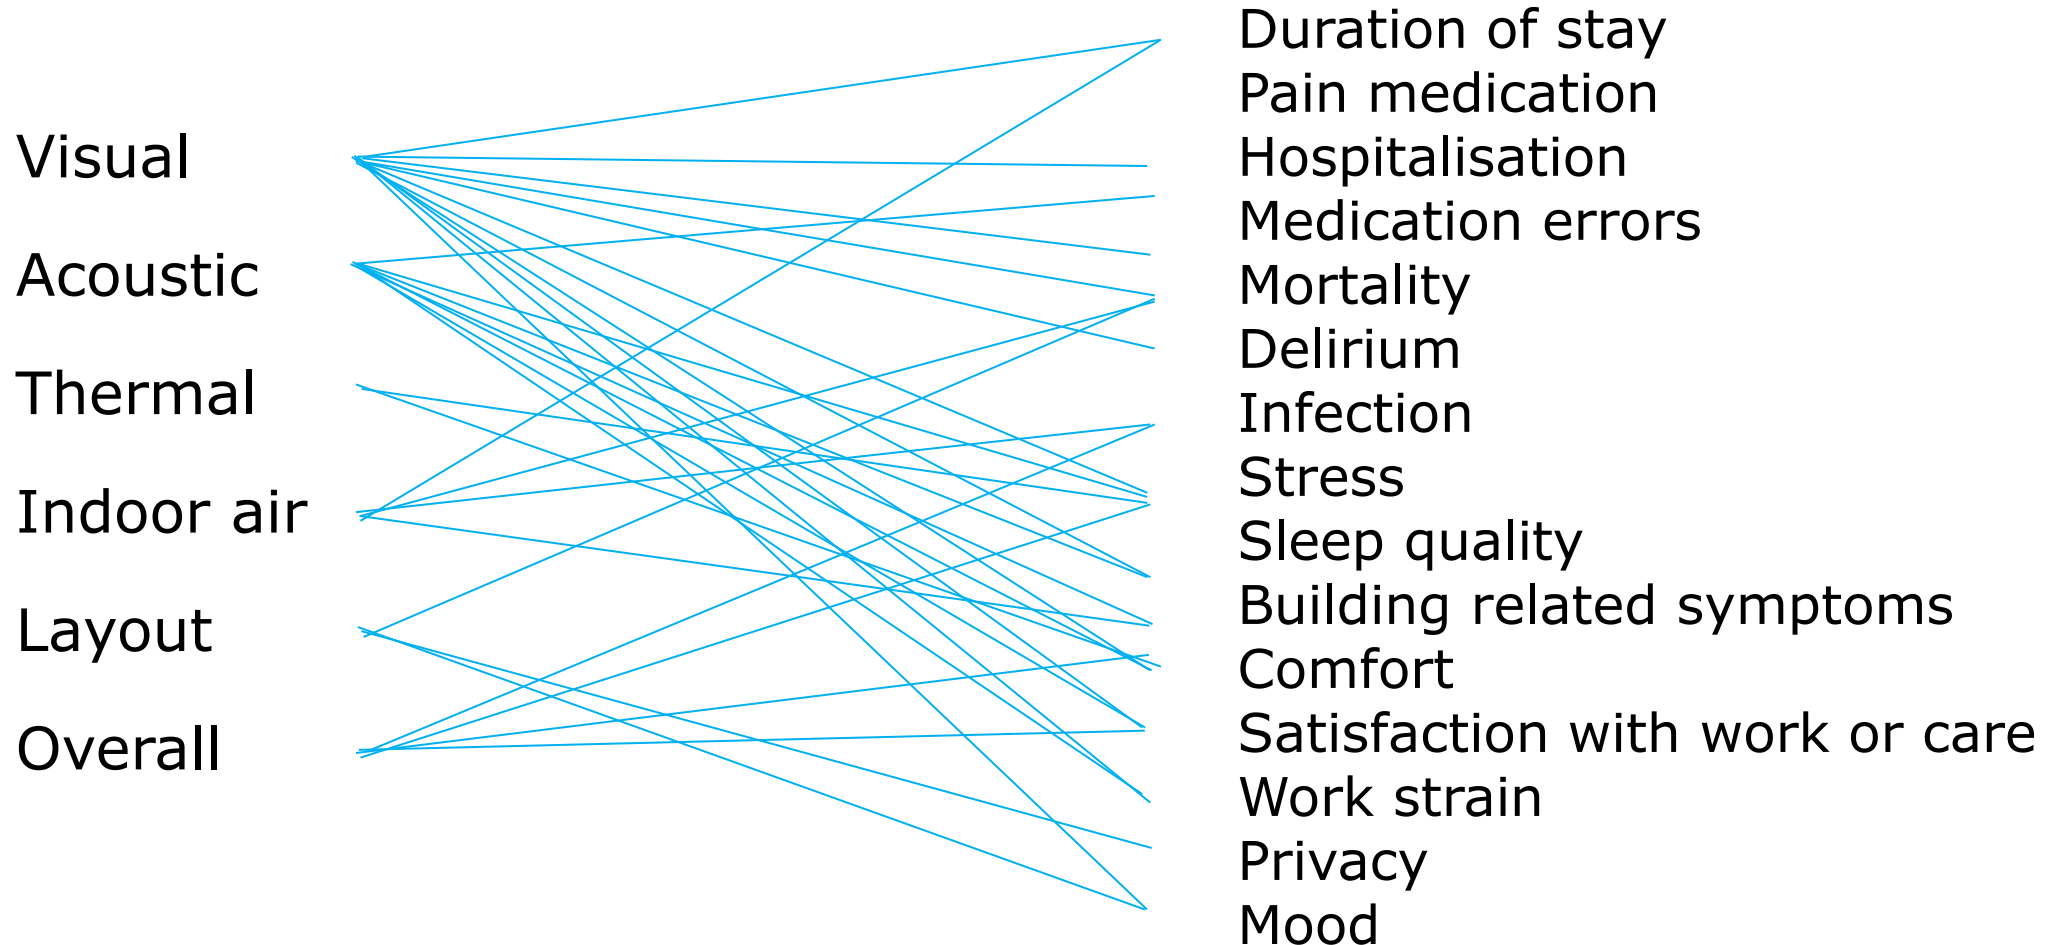 Visual
Acoustic
Thermal
Indoor air
Layout
Overall
Duration of stay
Pain medication
Hospitalisation
Medication errors
Mortality
Delirium
Infection
Stress
Sleep quality
Building related symptoms
Comfort
Satisfaction with work or care
Work strain
Privacy
Mood